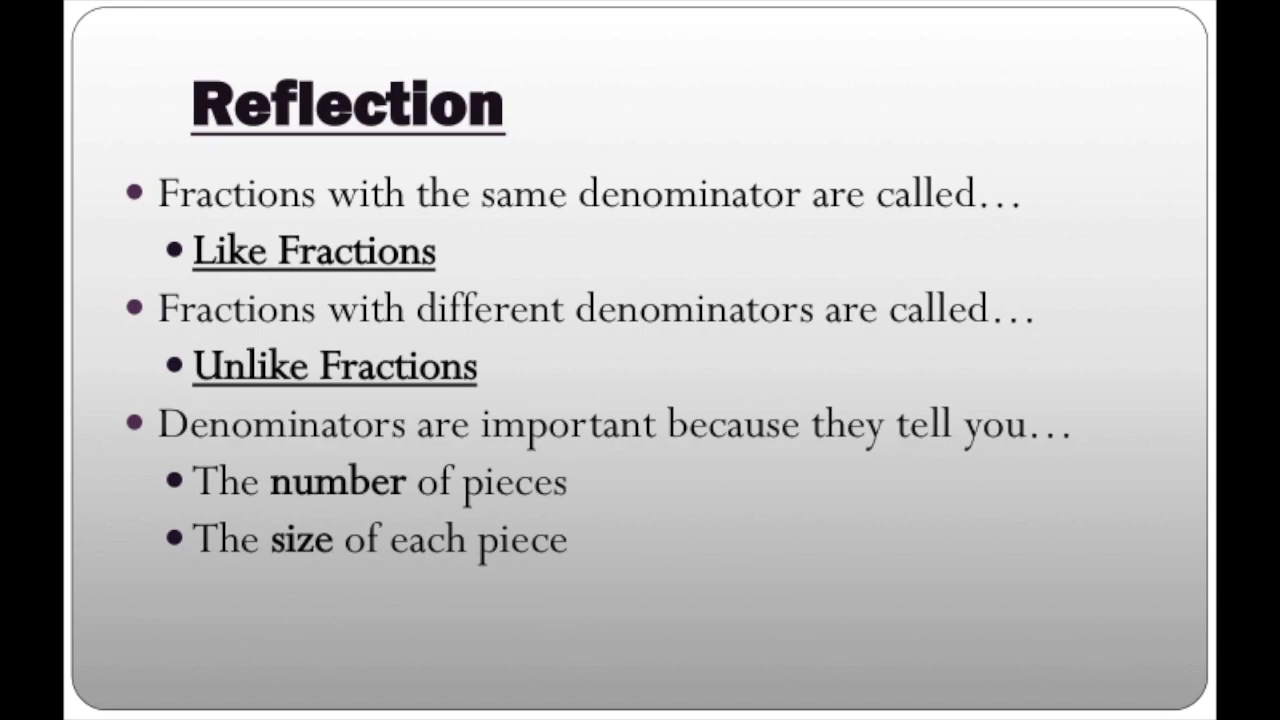 Reflection
• Fractions with the same denominator are called…
• Like Fractions
• Fractions with different denominators are called…
• Unlike Fractions
• Denominators are important because they tell you…
• The number of pieces
• The size of each piece